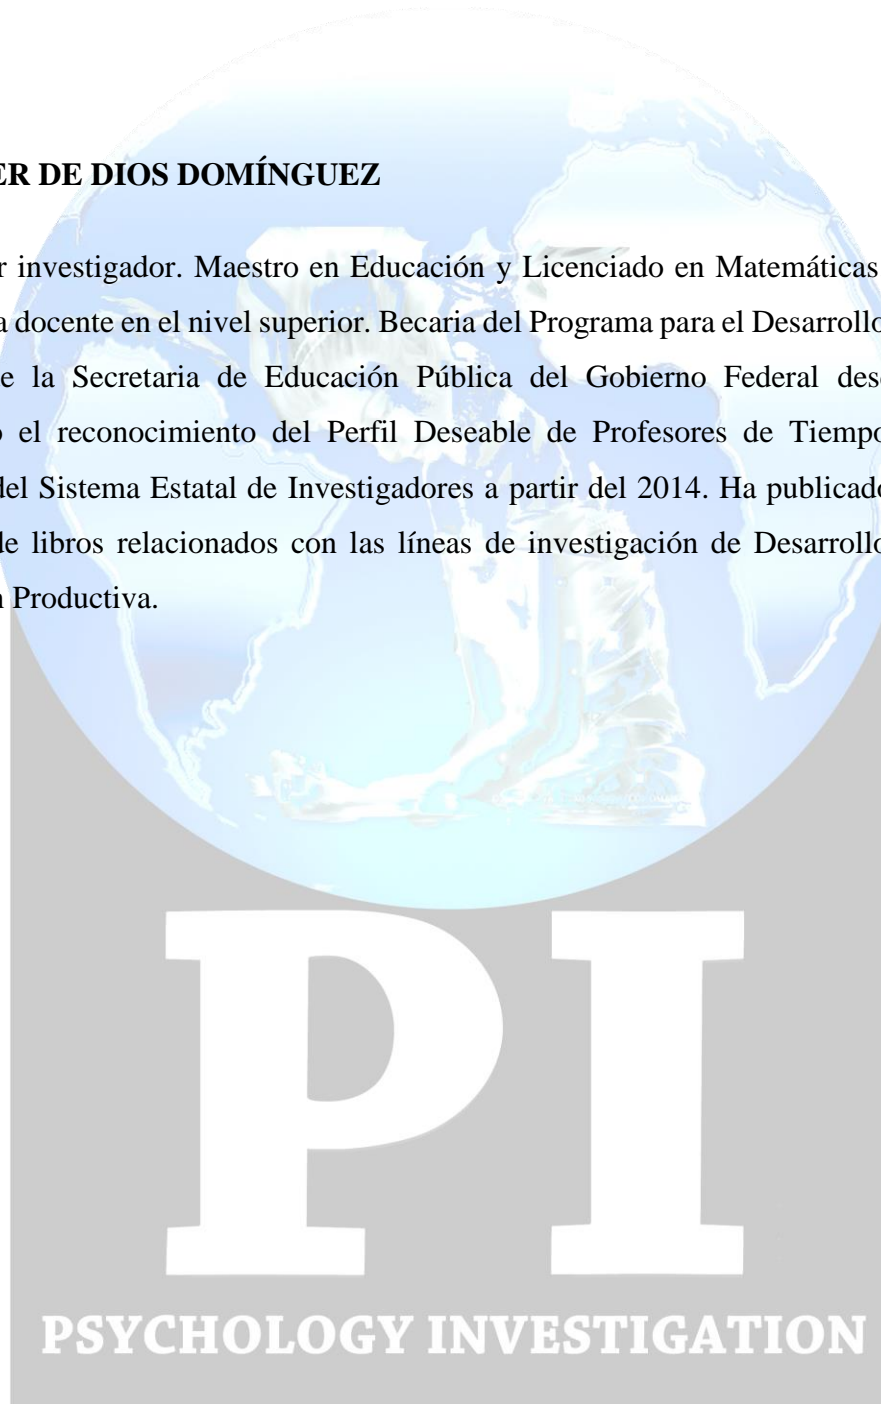 ER DE DIOS DOMÍNGUEZ
r investigador. Maestro en Educación y Licenciado en Matemáticas
a docente en el nivel superior. Becaria del Programa para el Desarrollo
e la Secretaria de Educación Pública del Gobierno Federal des
o el reconocimiento del Perfil Deseable de Profesores de Tiempo
del Sistema Estatal de Investigadores a partir del 2014. Ha publicado
de libros relacionados con las líneas de investigación de Desarrollo
n Productiva.
PI
PSYCHOLOGY INVESTIGATION